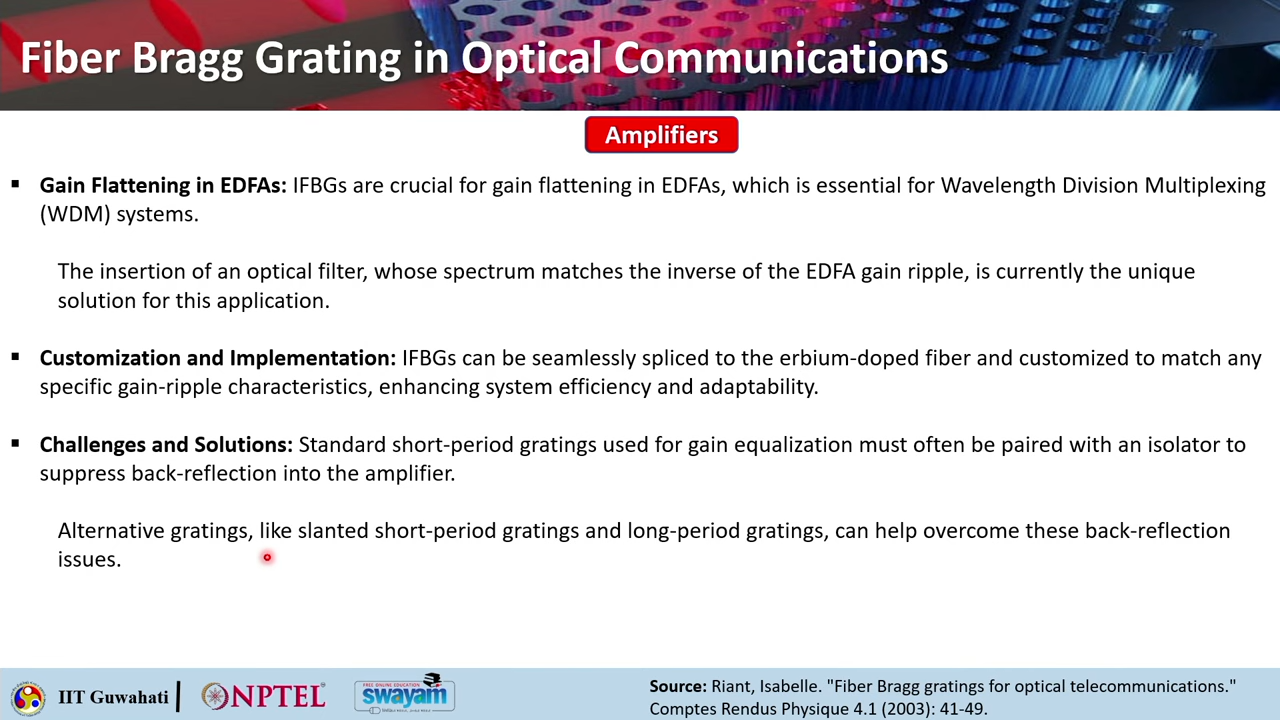 Fiber Bragg Grating in Optical Communications
Amplifiers
▪ Gain Flattening in EDFAs: IFBGs are crucial for gain flattening in EDFAs, which is essential for Wavelength Division Multiplexing
(WDM) systems.
The insertion of an optical filter, whose spectrum matches the inverse of the EDFA gain ripple, is currently the unique
solution for this application.
▪ Customization and Implementation: IFBGs can be seamlessly spliced to the erbium-doped fiber and customized to match any
specific gain-ripple characteristics, enhancing system efficiency and adaptability.
▪ Challenges and Solutions: Standard short-period gratings used for gain equalization must often be paired with an isolator to
suppress back-reflection into the amplifier.
Alternative gratings, like slanted short-period gratings and long-period gratings, can help overcome these back-reflection
issues.
IIT Guwahati
NPTEL
FREE ONLINE EDUCATION
swayam
Source: Riant, Isabelle. "Fiber Bragg gratings for optical telecommunications."
Comptes Rendus Physique 4.1 (2003): 41-49.